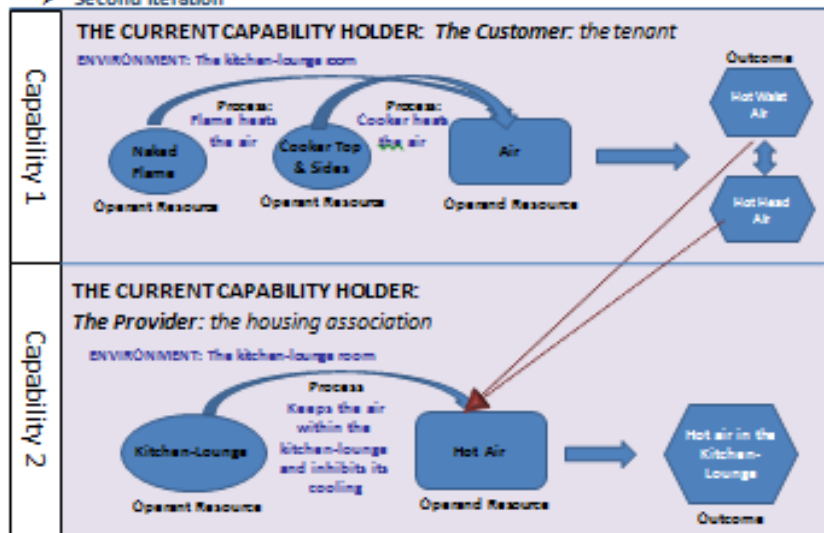 Second Iteration
Capability 1
THE CURRENT CAPABILITY HOLDER: The Customer: the tenant
ENVIRONMENT: The kitchen-lounge room
Outcome
Hot Waist
Air
Process:
Flame heats
the air
Process:
Cooker heats
the air
Naked
Flame
Cooker Top
& Sides
Air
Operant Resource
Operant Resource
Operand Resource
Hot Head
Air
Capability 2
THE CURRENT CAPABILITY HOLDER:
The Provider: the housing association
ENVIRONMENT: The kitchen-lounge room
Process
Keeps the air
within the
kitchen-lounge
and inhibits its
cooling
Kitchen-Lounge
Hot Air
Hot air in the
Kitchen-
Lounge
Operant Resource
Operand Resource
Outcome